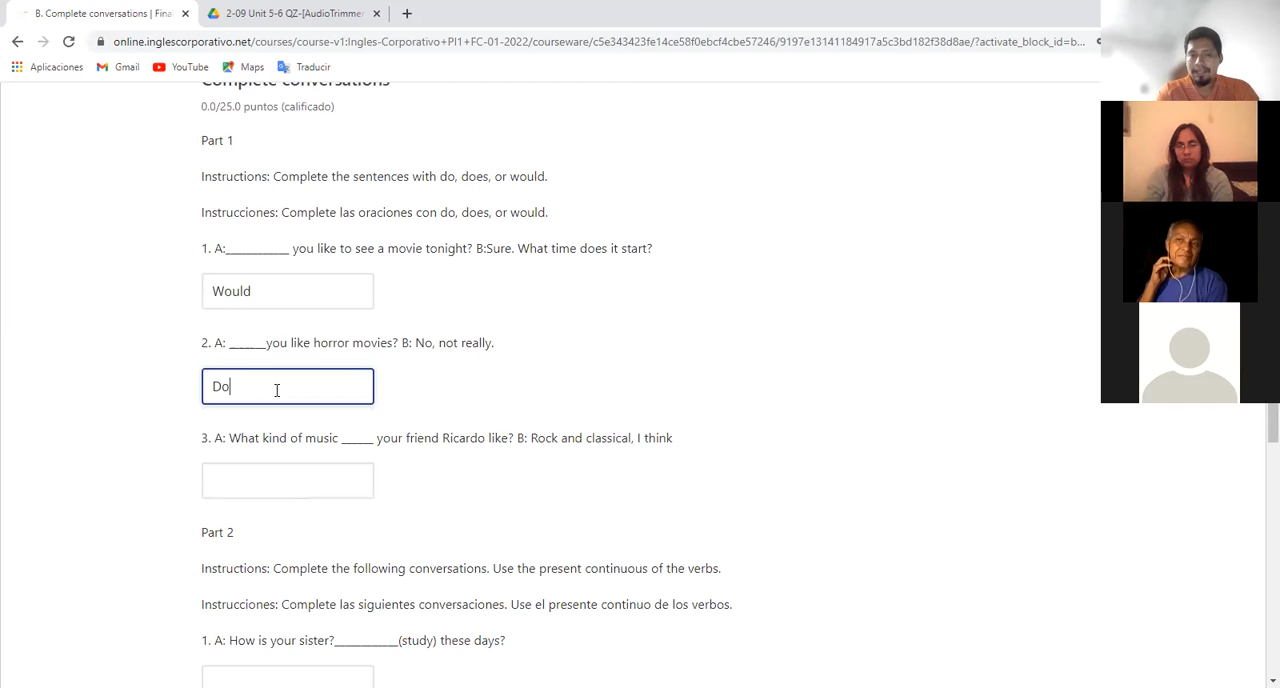 B. Complete conversations | Fina
2-09 Unit 5-6 QZ-[AudioTrimmer
online.inglescorporativo.net/courses/course-v1:Ingles-Corporativo+PI1+FC-01-2022/courseware/c5e343423fe14ce58f0ebcf4cbe57246/9197e13141184917a5c3bd182f38d8ae/?activate_block_id=b...
Aplicaciones Gmail YouTube Maps Traducir
Complete conversations
0.0/25.0 puntos (calificado)
Part 1
Instructions: Complete the sentences with do, does, or would.
Instrucciones: Complete las oraciones con do, does, or would.
1. A:__________ you like to see a movie tonight? B:Sure. What time does it start?
Would
2. A: ______you like horror movies? B: No, not really.
Do
3. A: What kind of music _____ your friend Ricardo like? B: Rock and classical, I think
Part 2
Instructions: Complete the following conversations. Use the present continuous of the verbs.
Instrucciones: Complete las siguientes conversaciones. Use el presente continuo de los verbos.
1. A: How is your sister?__________(study) these days?